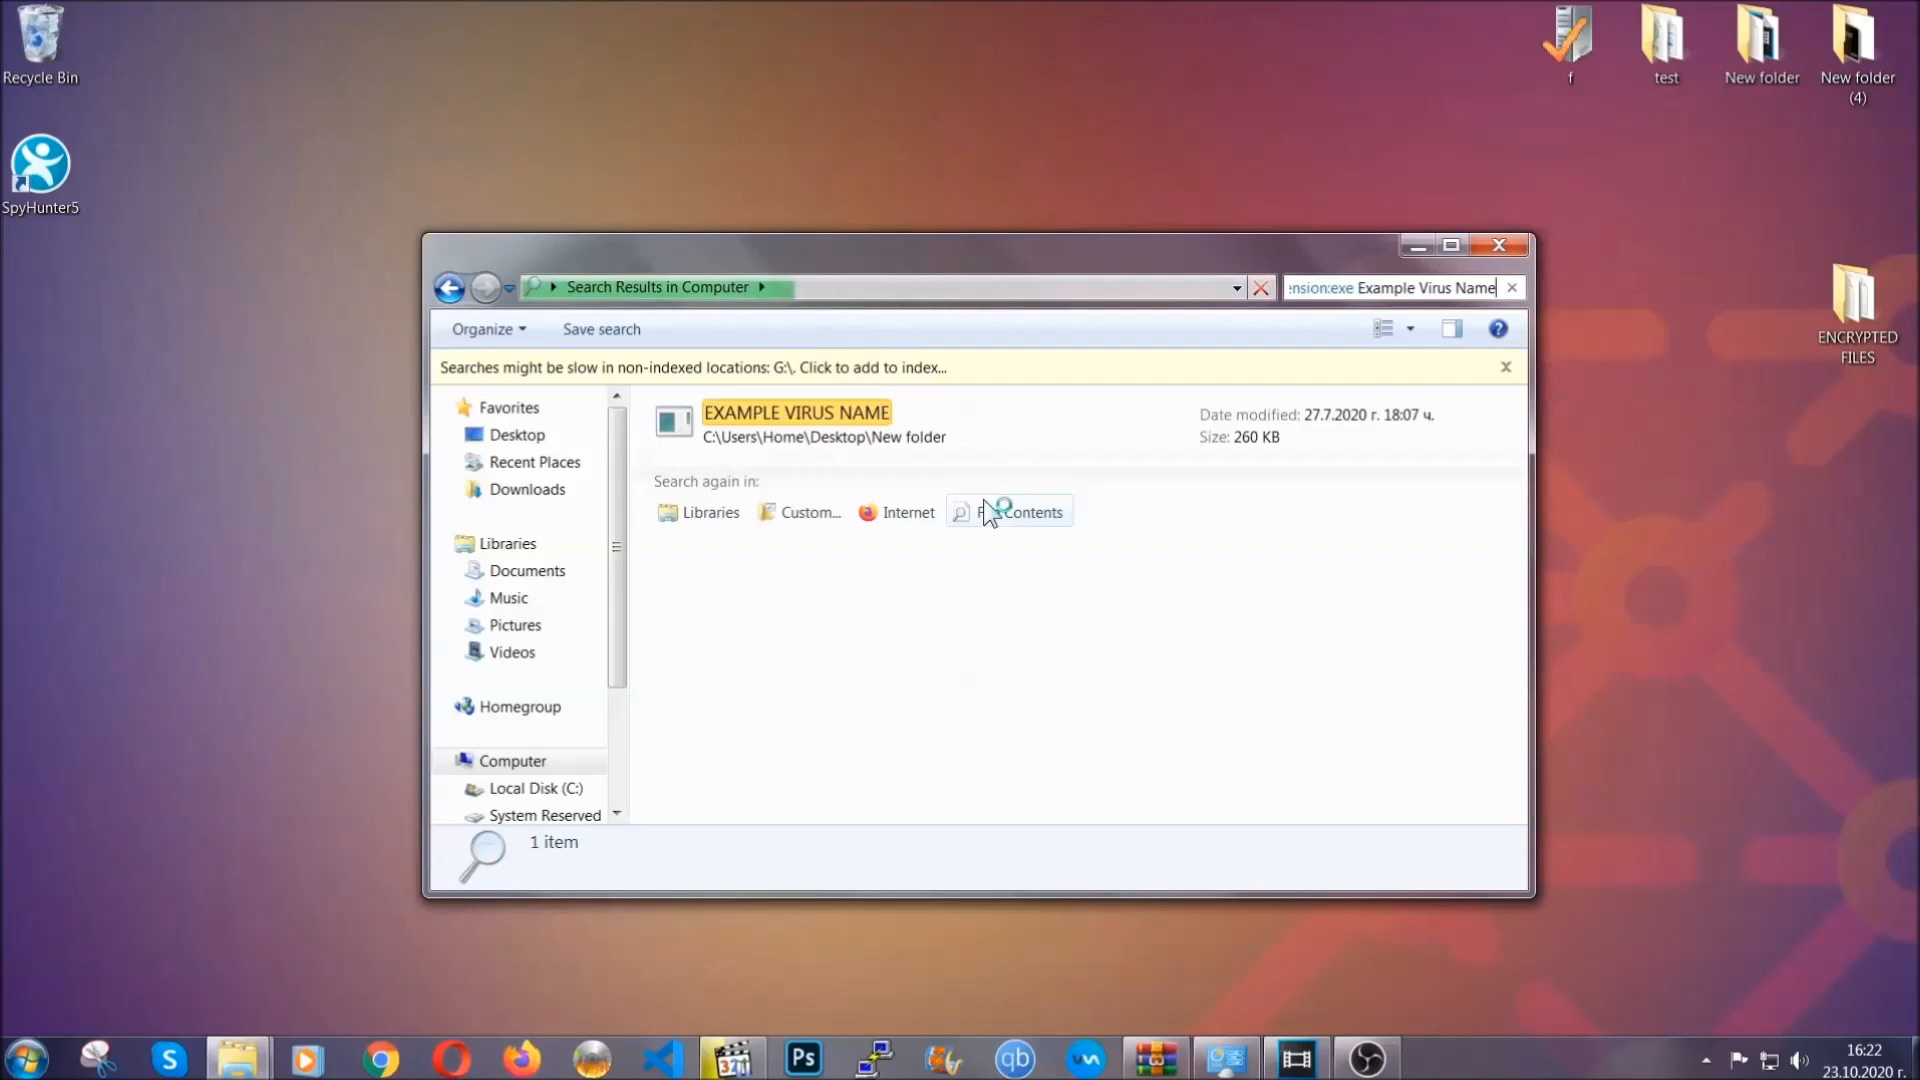 Recycle Bin
SpyHunter5
f
test
New folder
New folder
(4)
ENCRYPTED
FILES
Search Results in Computer
ension:exe Example Virus Name
Organize
Save search
Searches might be slow in non-indexed locations: G:\. Click to add to index...
Favorites
Desktop
Recent Places
Downloads
Libraries
Documents
Music
Pictures
Videos
Homegroup
Computer
Local Disk (C:)
System Reserved
EXAMPLE VIRUS NAME
C:\Users\Home\Desktop\New folder
Date modified: 27.7.2020 г. 18:07 ч.
Size: 260 KB
Search again in:
Libraries
Custom...
Internet
Contents
1 item
S
321
Ps
qb
16:22
23.10.2020 г.